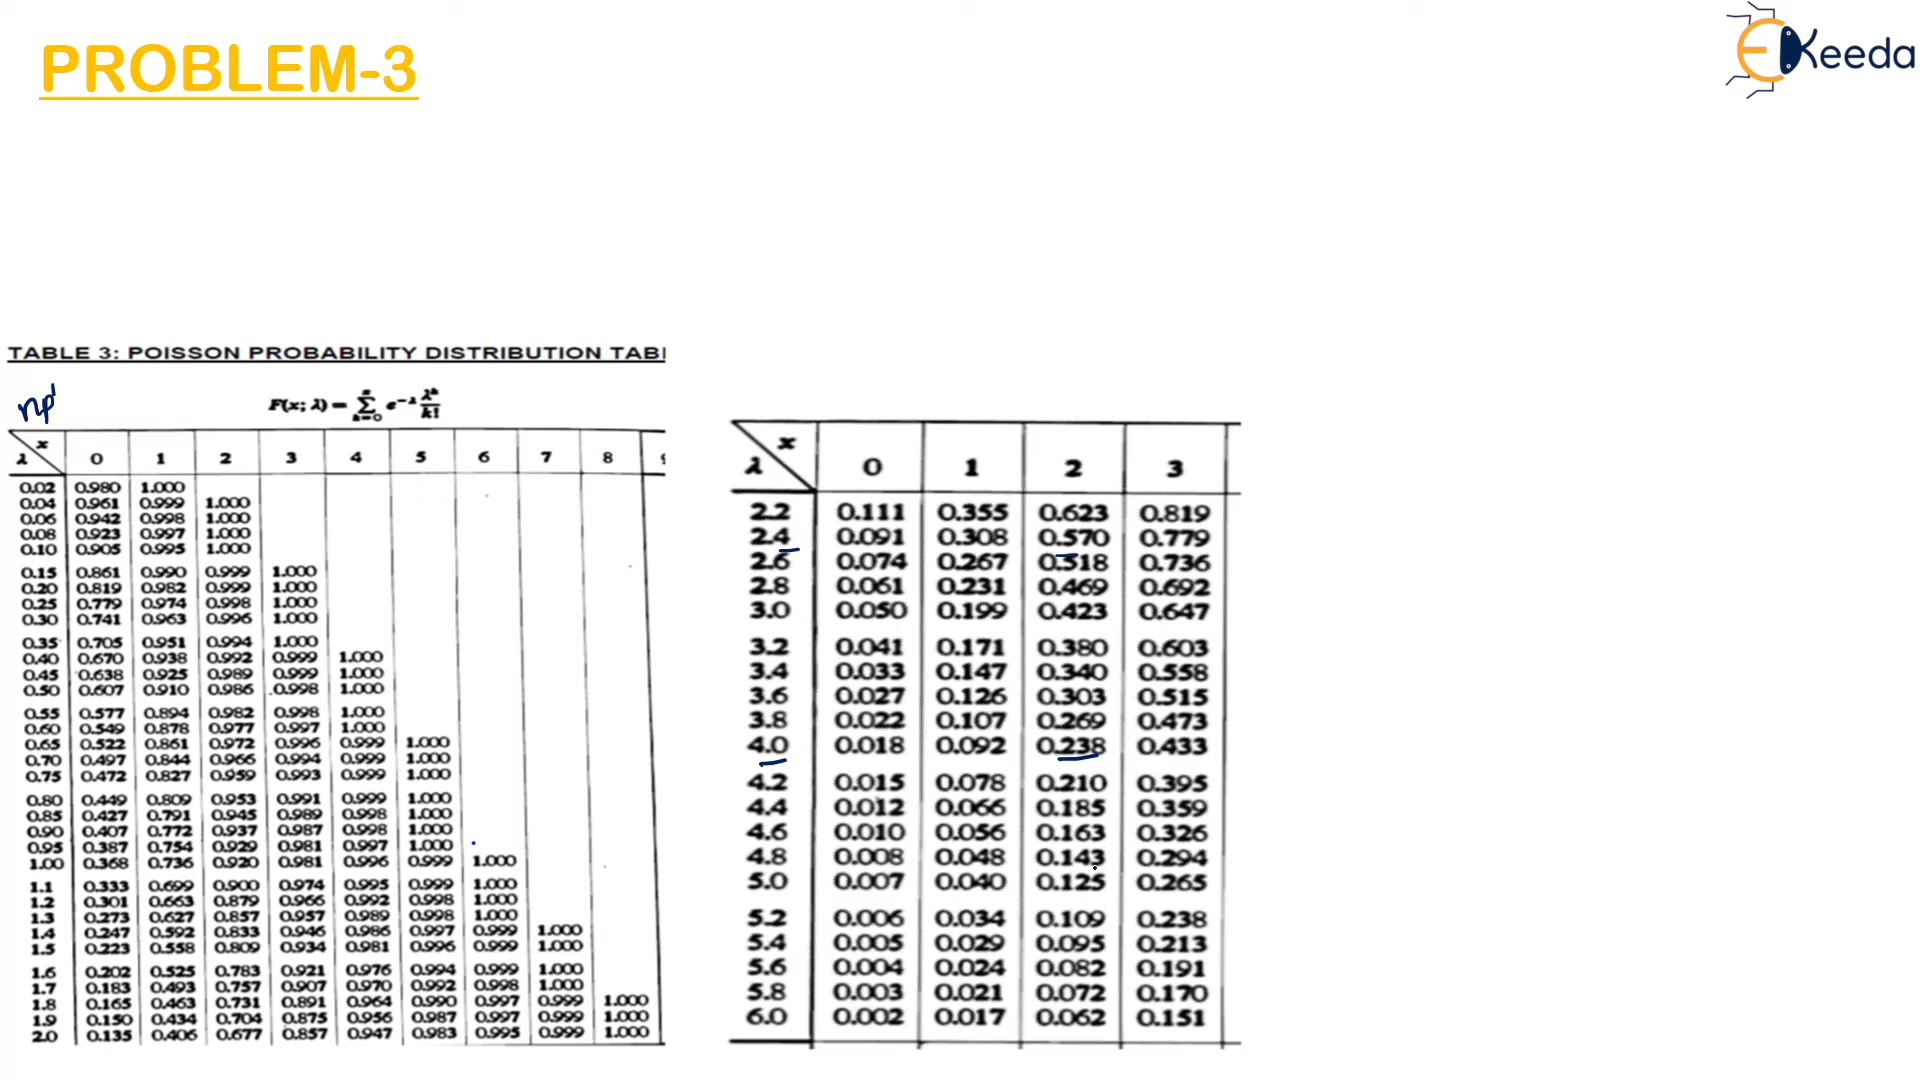 PROBLEM-3
EKeeda
TABLE 3: POISSON PROBABILITY DISTRIBUTION TABL
np'
F(x; λ) = Σ e^-λ λ^k/k!
x
k=0
x
λ 0 1 2 3 4 5 6 7 8
0.02 0.980 1.000
0.04 0.961 0.999 1.000
0.06 0.942 0.998 1.000
0.08 0.923 0.997 1.000
0.10 0.905 0.995 1.000
0.15 0.861 0.990 0.999 1.000
0.20 0.819 0.982 0.999 1.000
0.25 0.779 0.974 0.998 1.000
0.30 0.741 0.963 0.996 1.000
0.35 0.705 0.951 0.994 1.000
0.40 0.670 0.938 0.992 0.999 1.000
0.45 0.638 0.925 0.989 0.999 1.000
0.50 0.607 0.910 0.986 0.998 1.000
0.55 0.577 0.894 0.982 0.998 1.000
0.60 0.549 0.878 0.977 0.997 1.000
0.65 0.522 0.861 0.972 0.996 0.999 1.000
0.70 0.497 0.844 0.966 0.994 0.999 1.000
0.75 0.472 0.827 0.959 0.993 0.999 1.000
0.80 0.449 0.809 0.953 0.991 0.999 1.000
0.85 0.427 0.791 0.945 0.989 0.998 1.000
0.90 0.407 0.772 0.937 0.987 0.998 1.000
0.95 0.387 0.754 0.929 0.981 0.997 1.000
1.00 0.368 0.736 0.920 0.981 0.996 0.999 1.000
1.1 0.333 0.699 0.900 0.974 0.995 0.999 1.000
1.2 0.301 0.663 0.879 0.966 0.992 0.998 1.000
1.3 0.273 0.627 0.857 0.957 0.989 0.998 1.000
1.4 0.247 0.592 0.833 0.946 0.986 0.997 0.999 1.000
1.5 0.223 0.558 0.809 0.934 0.981 0.996 0.999 1.000
1.6 0.202 0.525 0.783 0.921 0.976 0.994 0.999 1.000
1.7 0.183 0.493 0.757 0.907 0.970 0.992 0.998 1.000
1.8 0.165 0.463 0.731 0.891 0.964 0.990 0.997 0.999 1.000
1.9 0.150 0.434 0.704 0.875 0.956 0.987 0.997 0.999 1.000
2.0 0.135 0.406 0.677 0.857 0.947 0.983 0.995 0.999 1.000
x
λ 0 1 2 3
2.2 0.111 0.355 0.623 0.819
2.4 0.091 0.308 0.570 0.779
2.6 0.074 0.267 0.518 0.736
2.8 0.061 0.231 0.469 0.692
3.0 0.050 0.199 0.423 0.647
3.2 0.041 0.171 0.380 0.603
3.4 0.033 0.147 0.340 0.558
3.6 0.027 0.126 0.303 0.515
3.8 0.022 0.107 0.269 0.473
4.0 0.018 0.092 0.238 0.433
4.2 0.015 0.078 0.210 0.395
4.4 0.012 0.066 0.185 0.359
4.6 0.010 0.056 0.163 0.326
4.8 0.008 0.048 0.143 0.294
5.0 0.007 0.040 0.125 0.265
5.2 0.006 0.034 0.109 0.238
5.4 0.005 0.029 0.095 0.213
5.6 0.004 0.024 0.082 0.191
5.8 0.003 0.021 0.072 0.170
6.0 0.002 0.017 0.062 0.151